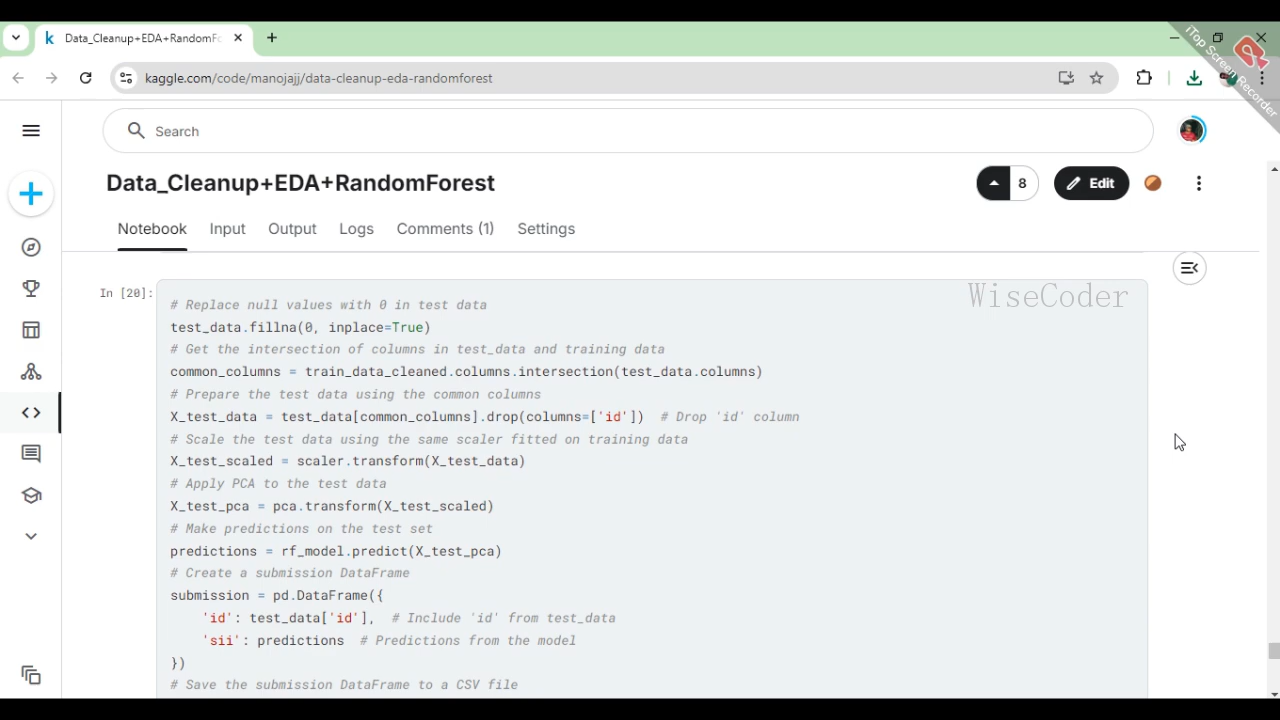 Data_Cleanup+EDA+RandomFo
kaggle.com/code/manojajj/data-cleanup-eda-randomforest
iTop Screen Recorder
Search
Data_Cleanup+EDA+RandomForest
8
Edit
Notebook
Input
Output
Logs
Comments (1)
Settings
WiseCoder
In [20]:
# Replace null values with 0 in test data
test_data.fillna(0, inplace=True)
# Get the intersection of columns in test_data and training data
common_columns = train_data_cleaned.columns.intersection(test_data.columns)
# Prepare the test data using the common columns
X_test_data = test_data[common_columns].drop(columns=['id'])  # Drop 'id' column
# Scale the test data using the same scaler fitted on training data
X_test_scaled = scaler.transform(X_test_data)
# Apply PCA to the test data
X_test_pca = pca.transform(X_test_scaled)
# Make predictions on the test set
predictions = rf_model.predict(X_test_pca)
# Create a submission DataFrame
submission = pd.DataFrame({
    'id': test_data['id'],  # Include 'id' from test_data
    'sii': predictions  # Predictions from the model
})
# Save the submission DataFrame to a CSV file